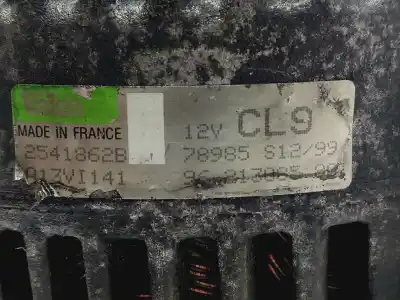 MADE IN FRANCE
12V CL9
2541862B 78985 S12/99
A13VI141